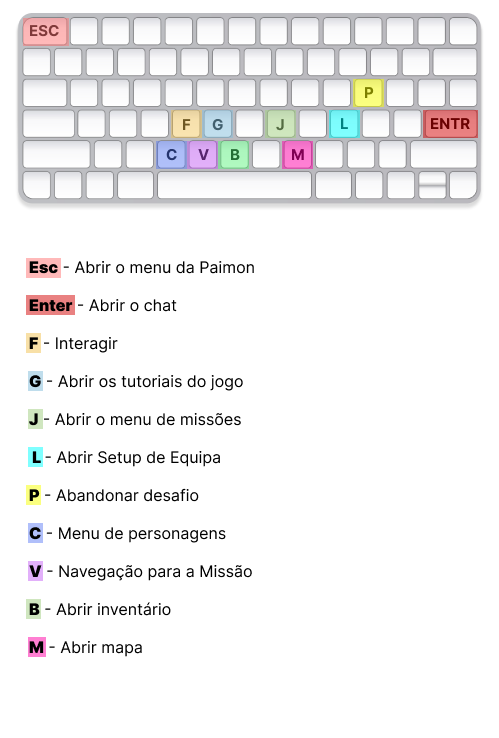 ESC
P
F G J L ENTR
C V B M
Esc - Abrir o menu da Paimon
Enter - Abrir o chat
F - Interagir
G - Abrir os tutoriais do jogo
J - Abrir o menu de missões
L - Abrir Setup de Equipa
P - Abandonar desafio
C - Menu de personagens
V - Navegação para a Missão
B - Abrir inventário
M - Abrir mapa